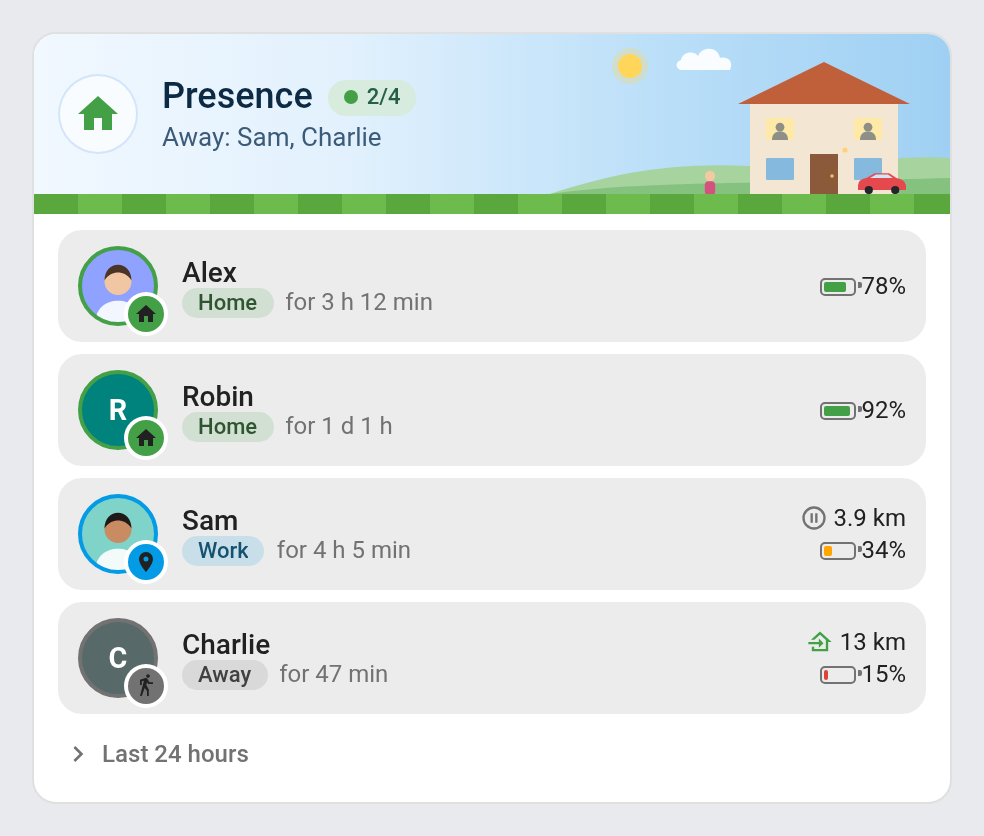 Presence
2/4
Away: Sam, Charlie
Alex
Home for 3 h 12 min
78%
R
Robin
Home for 1 d 1 h
92%
Sam
Work for 4 h 5 min
3.9 km
34%
C
Charlie
Away for 47 min
13 km
15%
Last 24 hours